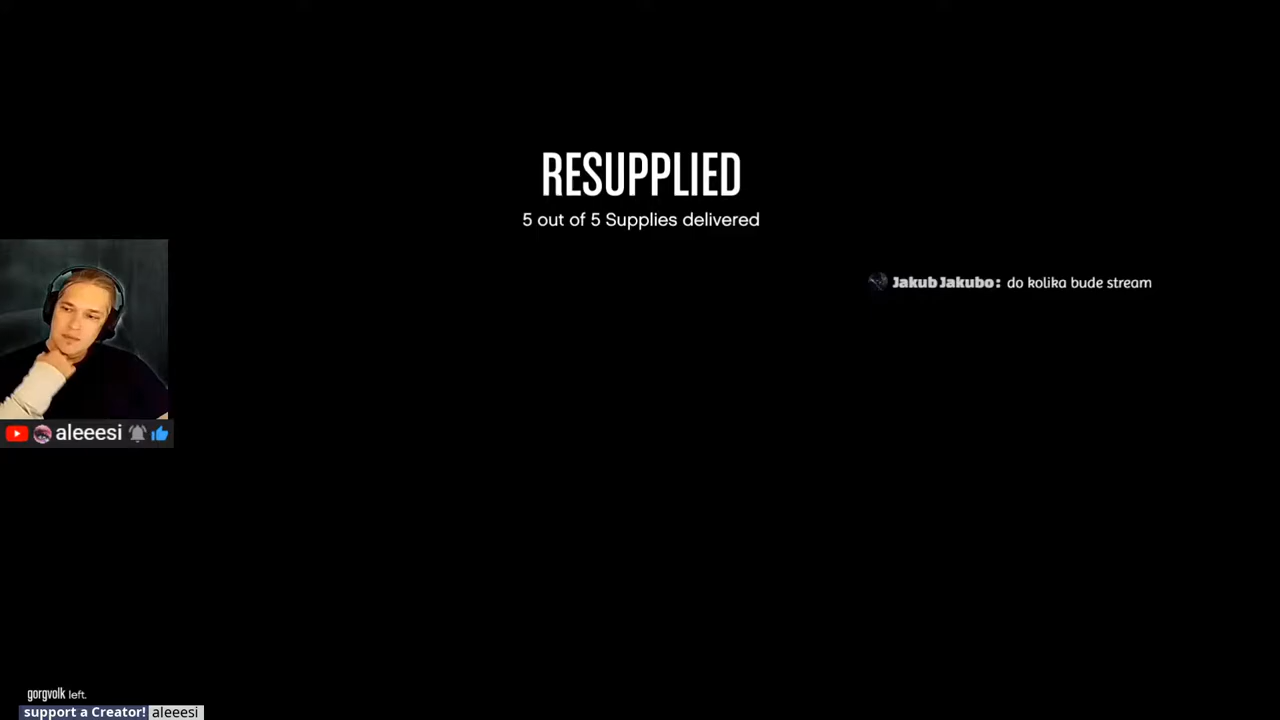 RESUPPLIED
5 out of 5 Supplies delivered
Jakub Jakubo: do kolika bude stream
aleeesi
gorgvolk left.
support a Creator! aleeesi